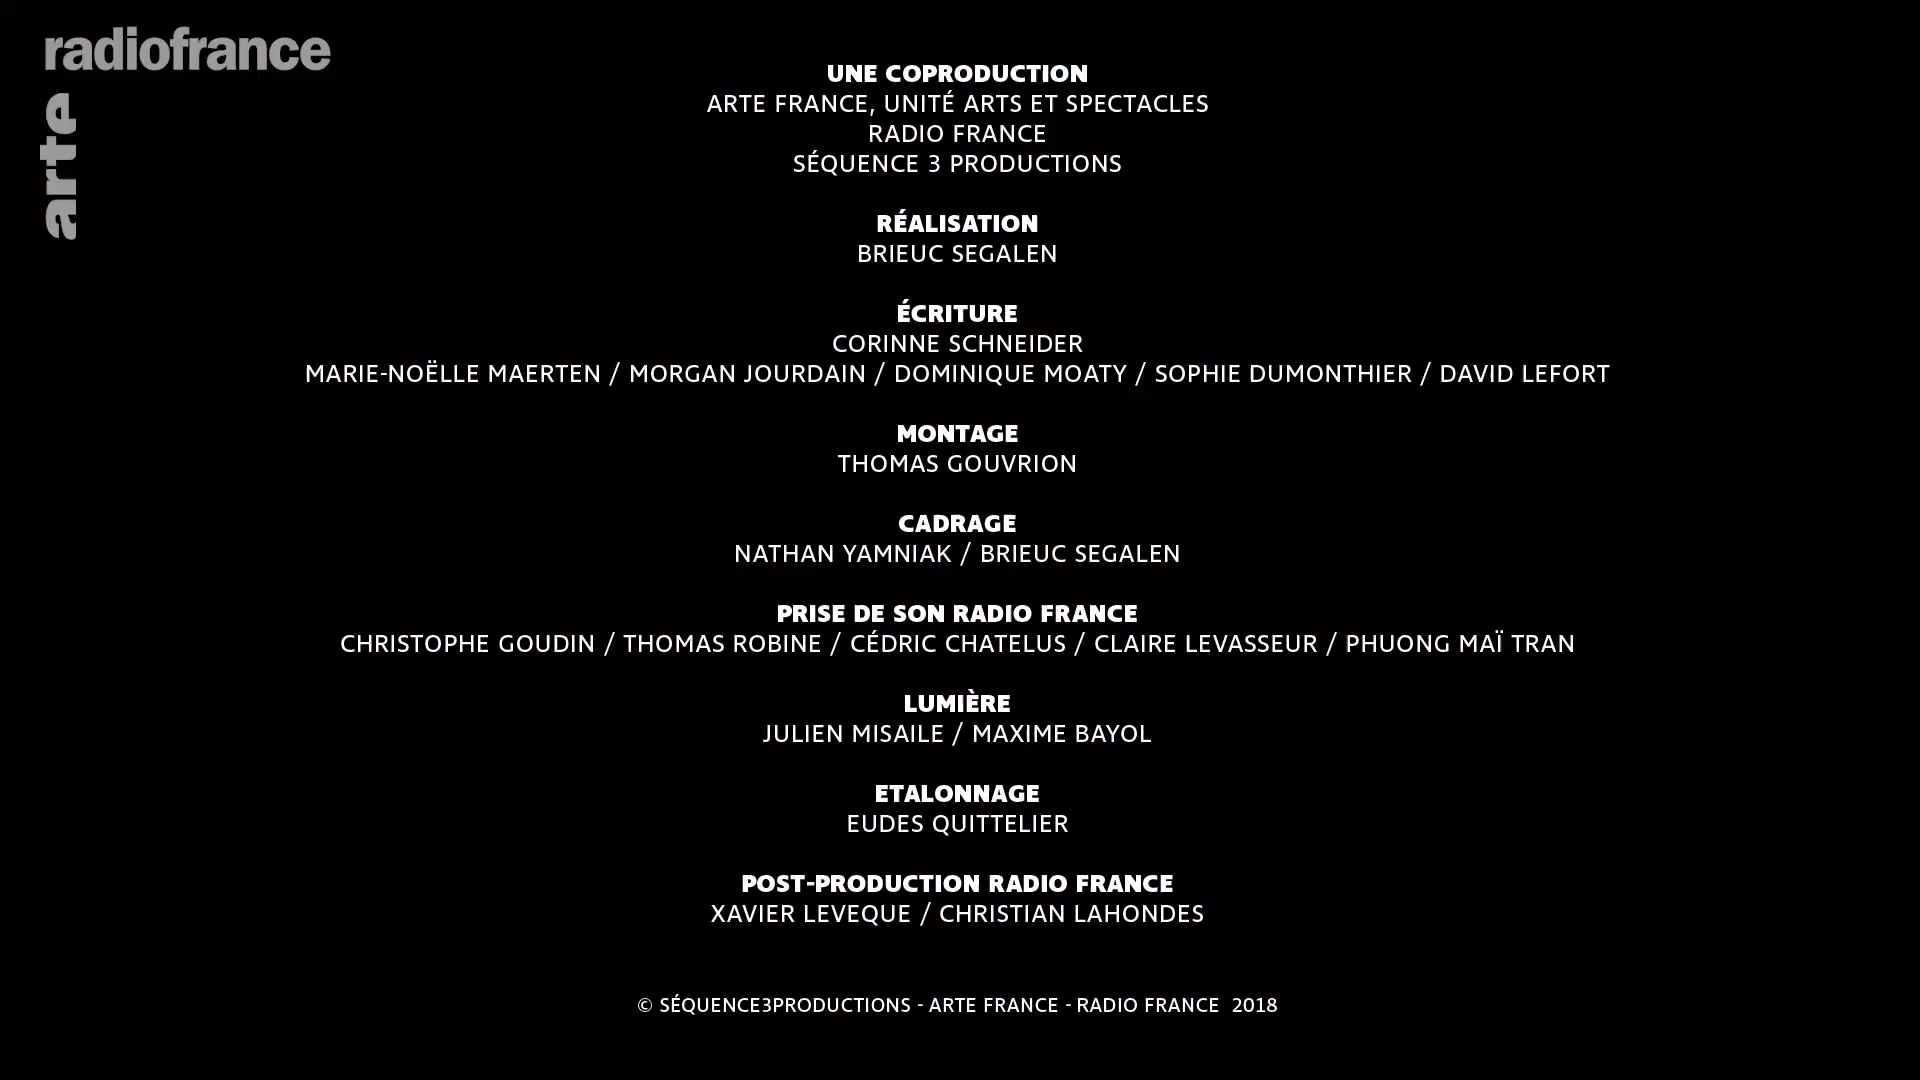 radiofrance
arte
UNE COPRODUCTION
ARTE FRANCE, UNITÉ ARTS ET SPECTACLES
RADIO FRANCE
SÉQUENCE 3 PRODUCTIONS
RÉALISATION
BRIEUC SEGALEN
ÉCRITURE
CORINNE SCHNEIDER
MARIE-NOËLLE MAERTEN / MORGAN JOURDAIN / DOMINIQUE MOATY / SOPHIE DUMONTHIER / DAVID LEFORT
MONTAGE
THOMAS GOUVRION
CADRAGE
NATHAN YAMNIAK / BRIEUC SEGALEN
PRISE DE SON RADIO FRANCE
CHRISTOPHE GOUDIN / THOMAS ROBINE / CÉDRIC CHATELUS / CLAIRE LEVASSEUR / PHUONG MAÏ TRAN
LUMIÈRE
JULIEN MISAILE / MAXIME BAYOL
ETALONNAGE
EUDES QUITTELIER
POST-PRODUCTION RADIO FRANCE
XAVIER LEVEQUE / CHRISTIAN LAHONDES
© SÉQUENCE3PRODUCTIONS - ARTE FRANCE - RADIO FRANCE 2018